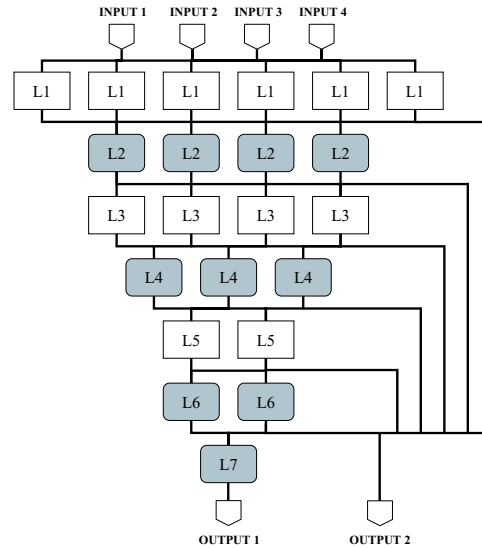 INPUT 1 INPUT 2 INPUT 3 INPUT 4
L1 L1 L1 L1 L1 L1
L2 L2 L2 L2
L3 L3 L3 L3
L4 L4 L4
L5 L5
L6 L6
L7
OUTPUT 1 OUTPUT 2